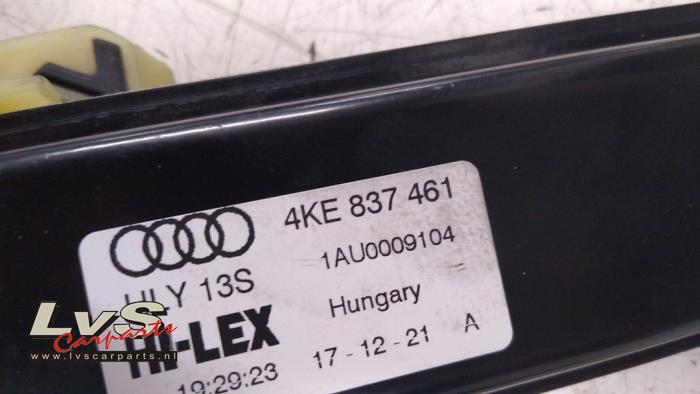 4KE 837 461
1AU0009104
HLY 13S
Hungary
HI-LEX
17-12-21 A
19:29:23
LvS
Carparts
www.lvscarparts.nl